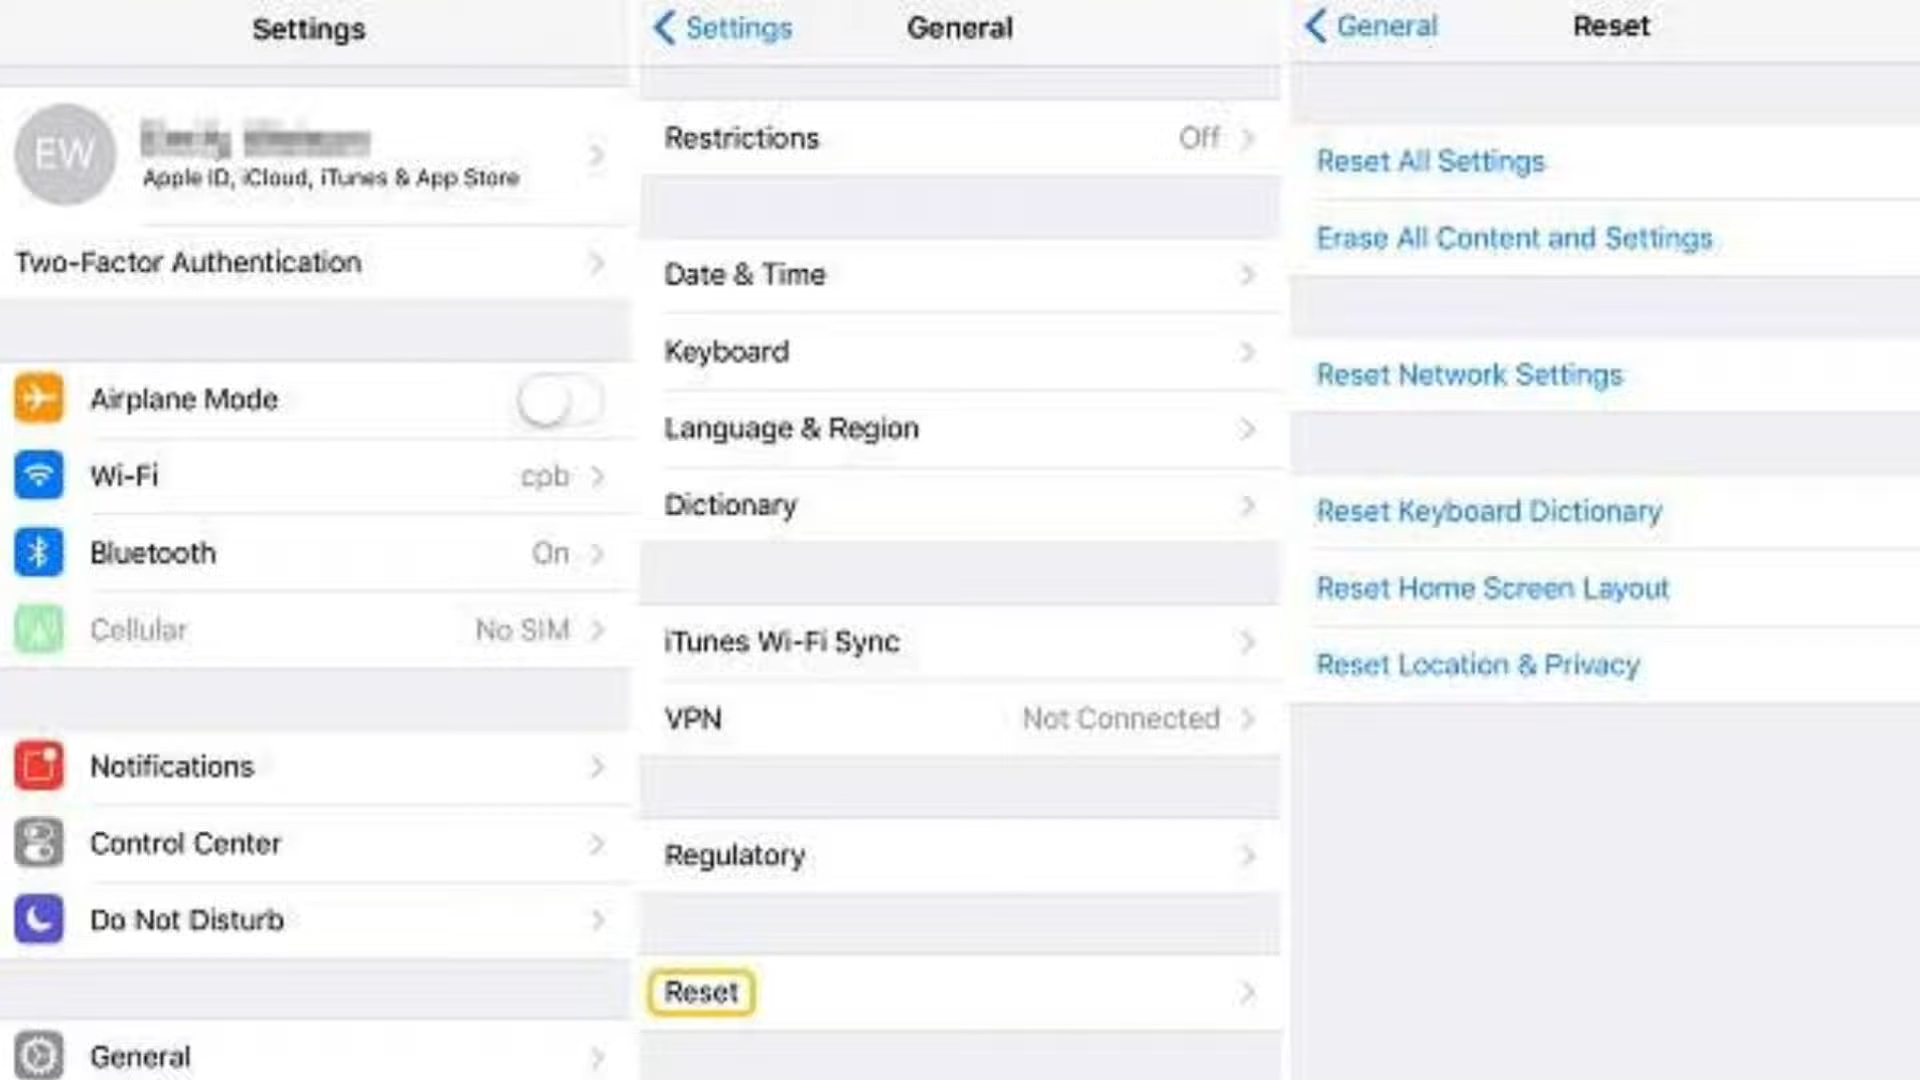 Settings
EW
Apple ID, iCloud, iTunes & App Store
Two-Factor Authentication
Airplane Mode
Wi-Fi cpb
Bluetooth On
Cellular No SIM
Notifications
Control Center
Do Not Disturb
General
Settings General
Restrictions Off
Date & Time
Keyboard
Language & Region
Dictionary
iTunes Wi-Fi Sync
VPN Not Connected
Regulatory
Reset
General Reset
Reset All Settings
Erase All Content and Settings
Reset Network Settings
Reset Keyboard Dictionary
Reset Home Screen Layout
Reset Location & Privacy